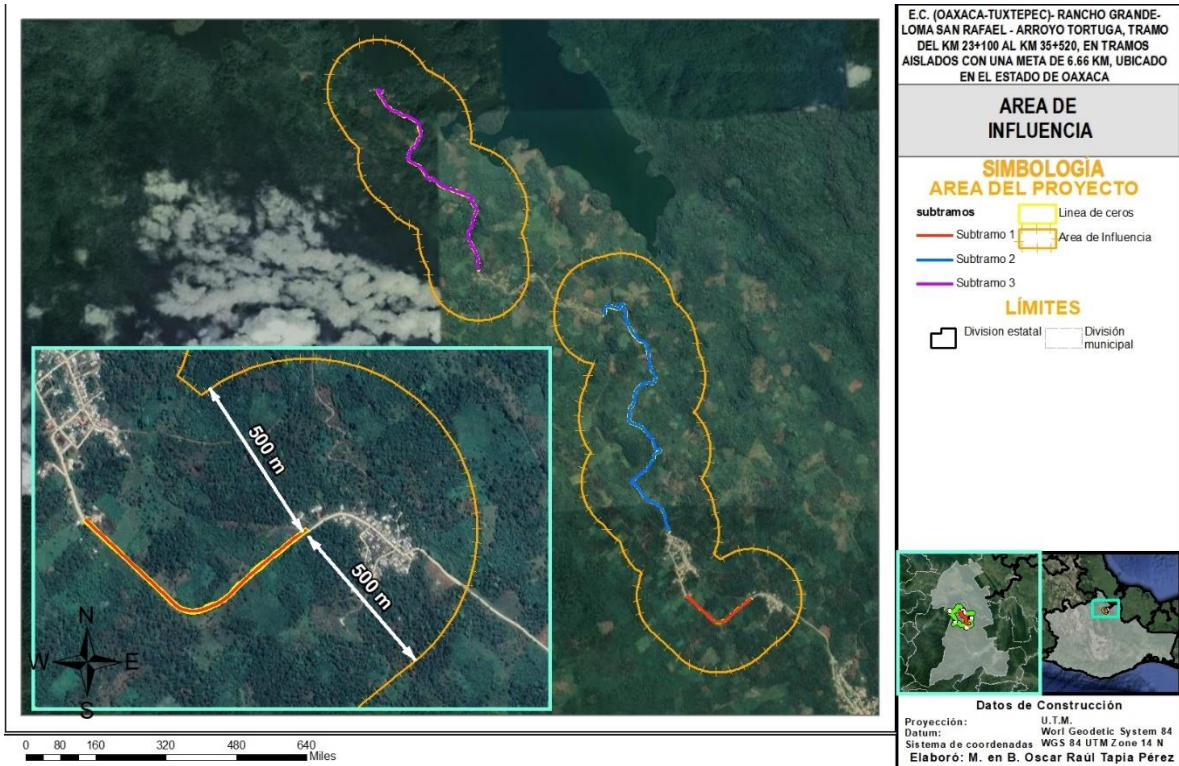 E.C. (OAXACA-TUXTEPEC)- RANCHO GRANDE-
LOMA SAN RAFAEL - ARROYO TORTUGA, TRAMO
DEL KM 23+100 AL KM 35+520, EN TRAMOS
AISLADOS CON UNA META DE 6.66 KM, UBICADO
EN EL ESTADO DE OAXACA
AREA DE
INFLUENCIA
SIMBOLOGÌA
AREA DEL PROYECTO
subtramos
Subtramo 1
Subtramo 2
Subtramo 3
Linea de ceros
Area de Influencia
LÍMITES
Division estatal
División
municipal
500 m
500 m
N
W
E
S
0 80 160 320 480 640
Miles
Datos de Construcción
Proyección: U.T.M.
Datum: Worl Geodetic System 84
Sistema de coordenadas WGS 84 UTM Zone 14 N
Elaboró: M. en B. Oscar Raúl Tapia Pérez